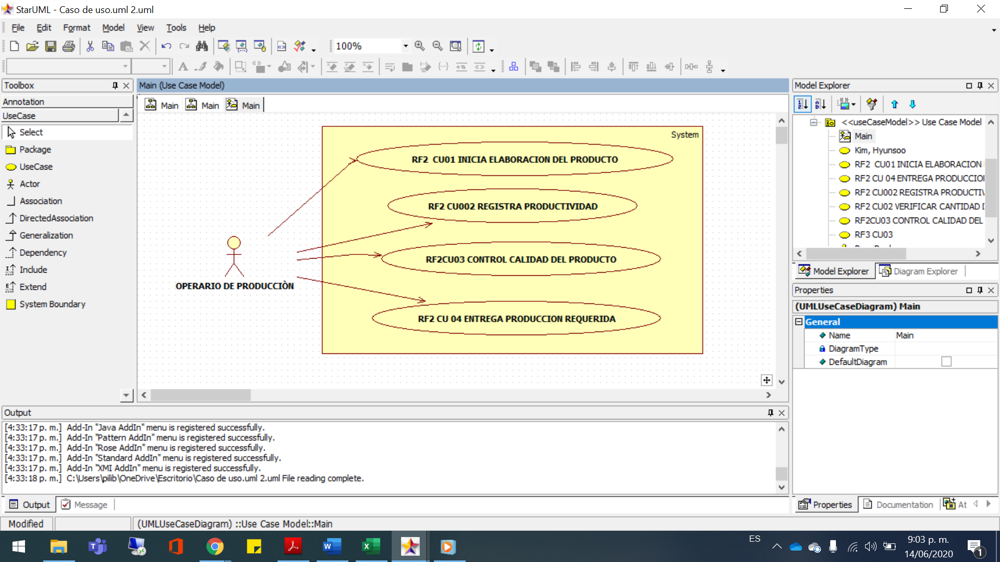 StarUML - Caso de uso.uml 2.uml
File Edit Format Model View Tools Help
100%
Toolbox
Annotation
UseCase
Select
Package
UseCase
Actor
Association
DirectedAssociation
Generalization
Dependency
Include
Extend
System Boundary
Main (Use Case Model)
Main Main Main
System
RF2  CU01 INICIA ELABORACION DEL PRODUCTO
RF2 CU002 REGISTRA PRODUCTIVIDAD
RF2CU03 CONTROL CALIDAD DEL PRODUCTO
RF2 CU 04 ENTREGA PRODUCCION REQUERIDA
OPERARIO DE PRODUCCIÒN
Model Explorer
<<useCaseModel>> Use Case Model
Main
Kim, Hyunsoo
RF2  CU01 INICIA ELABORACION
RF2 CU 04 ENTREGA PRODUCCIO
RF2 CU002 REGISTRA PRODUCTIV
RF2 CU02 VERIFICAR CANTIDAD D
RF2CU03 CONTROL CALIDAD DEL
RF3 CU03
Model Explorer Diagram Explorer
Properties
(UMLUseCaseDiagram) Main
General
Name Main
DiagramType
DefaultDiagram
Properties Documentation At
Output
[4:33:17 p. m.]  Add-In "Java AddIn" menu is registered successfully.
[4:33:17 p. m.]  Add-In "Pattern AddIn" menu is registered successfully.
[4:33:17 p. m.]  Add-In "Rose AddIn" menu is registered successfully.
[4:33:17 p. m.]  Add-In "Standard AddIn" menu is registered successfully.
[4:33:17 p. m.]  Add-In "XMI AddIn" menu is registered successfully.
[4:33:18 p. m.]  C:\Users\pilib\OneDrive\Escritorio\Caso de uso.uml 2.uml File reading complete.
Output Message
Modified
(UMLUseCaseDiagram) ::Use Case Model::Main
ES
9:03 p. m.
14/06/2020
1